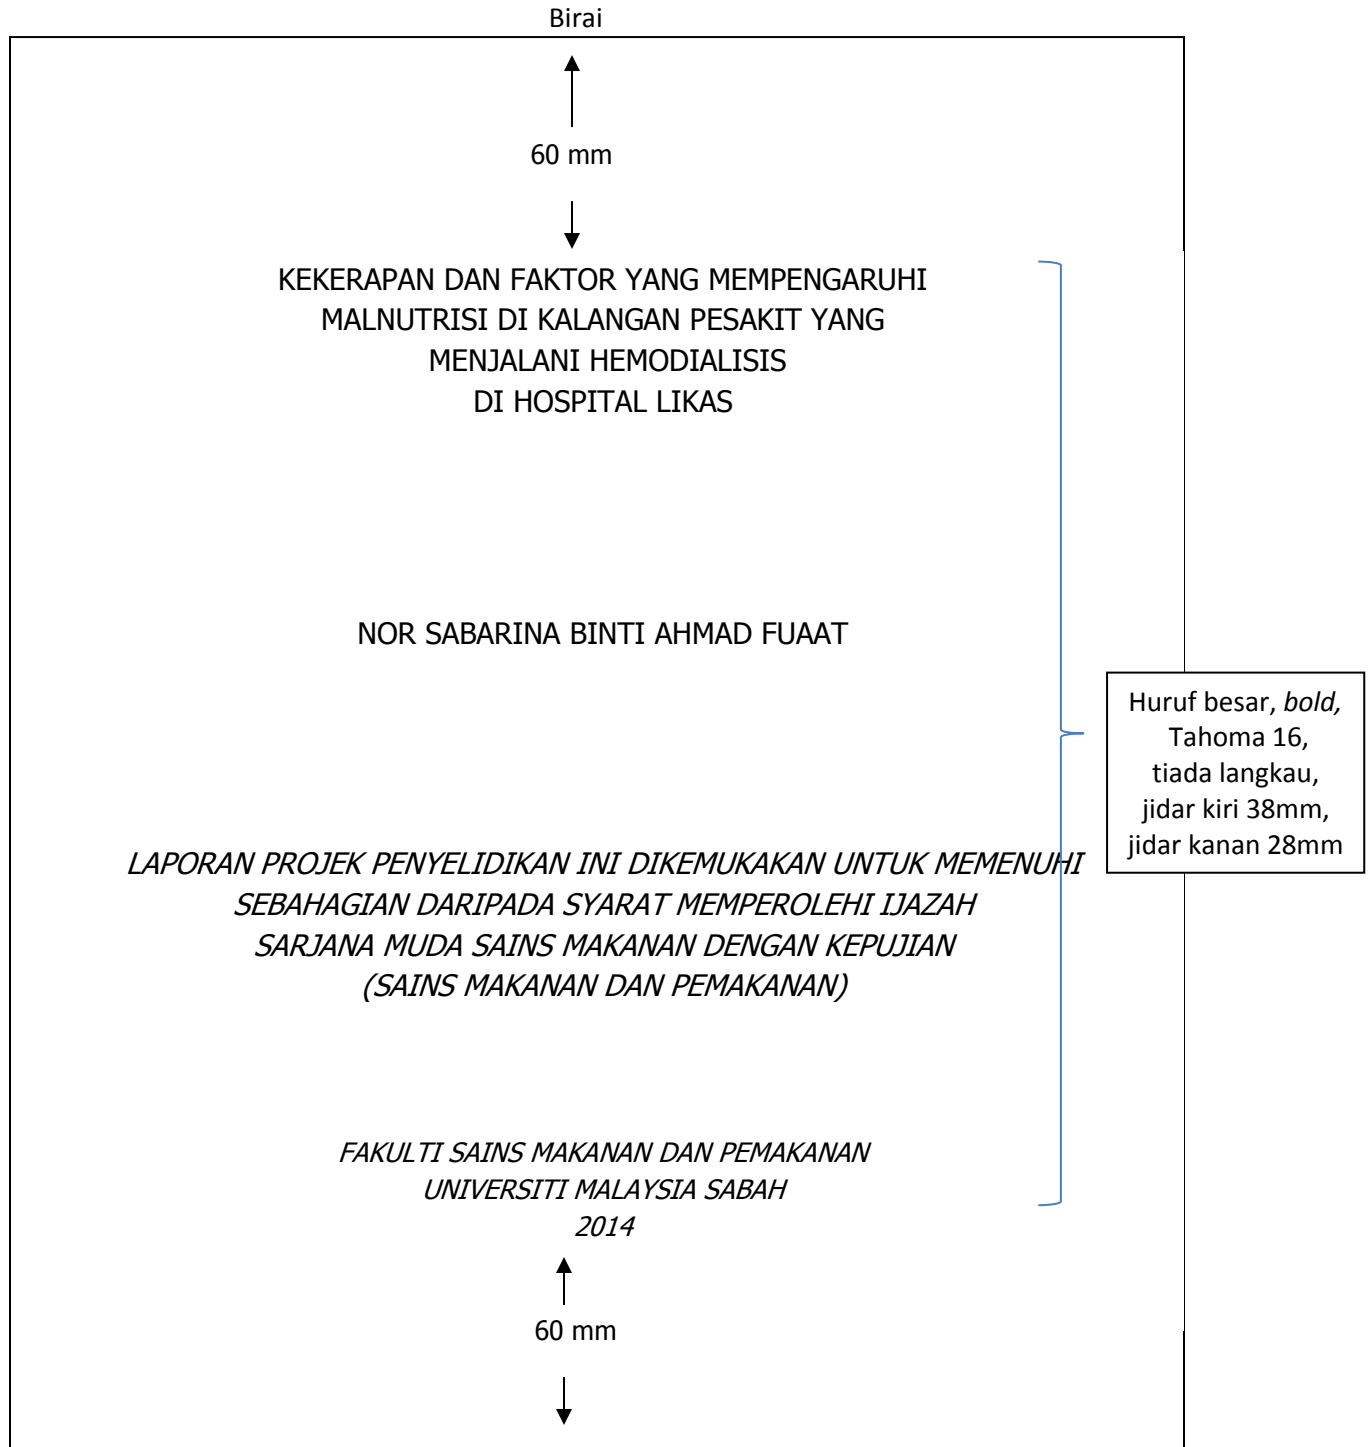 Birai
60 mm
KEKERAPAN DAN FAKTOR YANG MEMPENGARUHI
MALNUTRISI DI KALANGAN PESAKIT YANG
MENJALANI HEMODIALISIS
DI HOSPITAL LIKAS
NOR SABARINA BINTI AHMAD FUAAT
Huruf besar, bold,
Tahoma 16,
tiada langkau,
jidar kiri 38mm,
jidar kanan 28mm
LAPORAN PROJEK PENYELIDIKAN INI DIKEMUKAKAN UNTUK MEMENUHI
SEBAHAGIAN DARIPADA SYARAT MEMPEROLEHI IJAZAH
SARJANA MUDA SAINS MAKANAN DENGAN KEPUJIAN
(SAINS MAKANAN DAN PEMAKANAN)
FAKULTI SAINS MAKANAN DAN PEMAKANAN
UNIVERSITI MALAYSIA SABAH
2014
60 mm